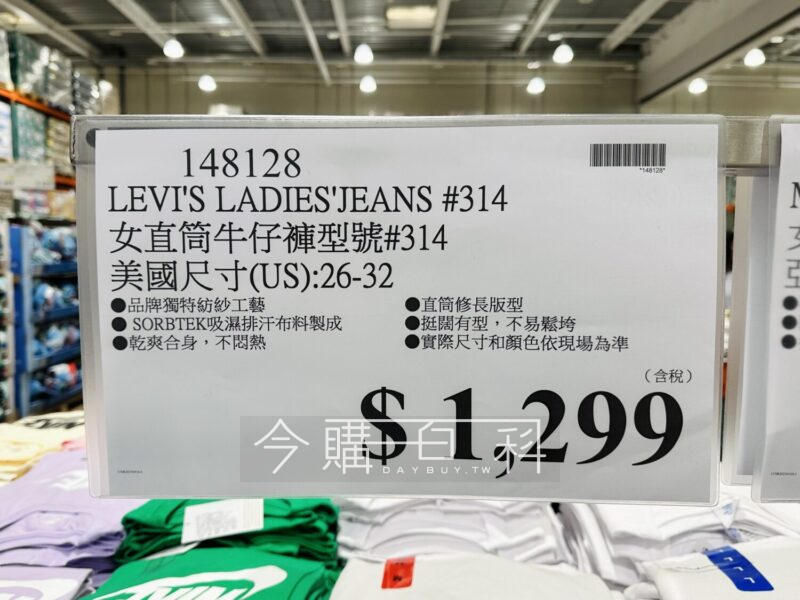 148128
*148128*
LEVI'S LADIES'JEANS #314
女直筒牛仔褲型號#314
美國尺寸(US):26-32
●品牌獨特紡紗工藝
● SORBTEK吸濕排汗布料製成
●乾爽合身，不悶熱
●直筒修長版型
●挺闊有型，不易鬆垮
●實際尺寸和顏色依現場為準
（含稅）
$ 1,299
今購百科
DAYBUY.TW
女
亞